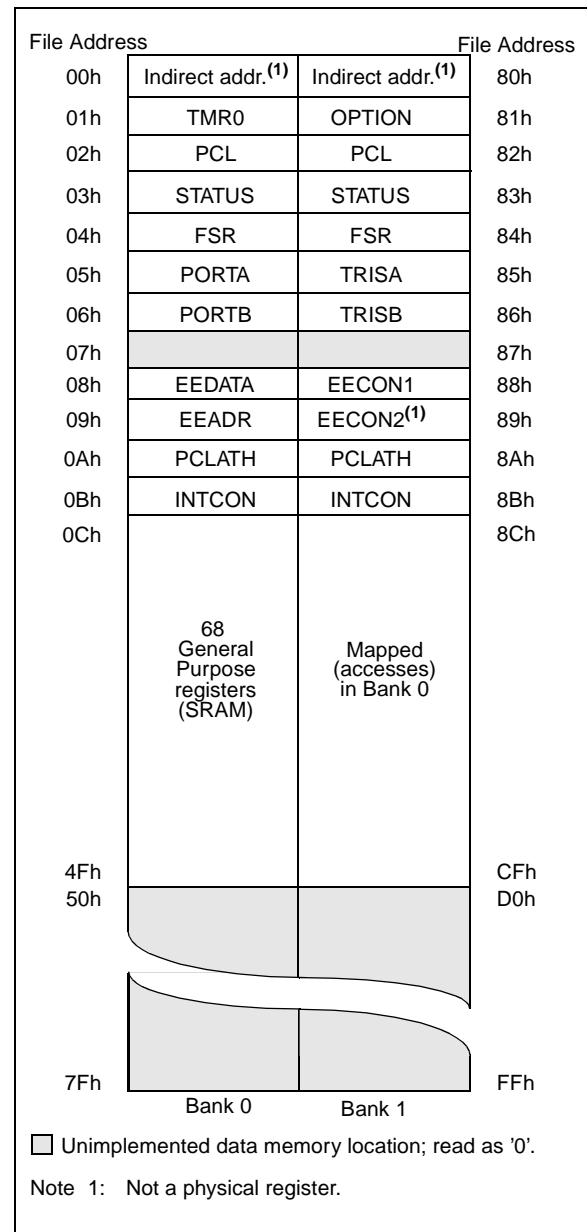 File Address File Address
00h Indirect addr.(1) Indirect addr.(1) 80h
01h TMR0 OPTION 81h
02h PCL PCL 82h
03h STATUS STATUS 83h
04h FSR FSR 84h
05h PORTA TRISA 85h
06h PORTB TRISB 86h
07h 87h
08h EEDATA EECON1 88h
09h EEADR EECON2(1) 89h
0Ah PCLATH PCLATH 8Ah
0Bh INTCON INTCON 8Bh
0Ch 8Ch
68
General
Purpose
registers
(SRAM)
Mapped
(accesses)
in Bank 0
4Fh CFh
50h D0h
7Fh FFh
Bank 0 Bank 1
Unimplemented data memory location; read as '0'.
Note 1: Not a physical register.